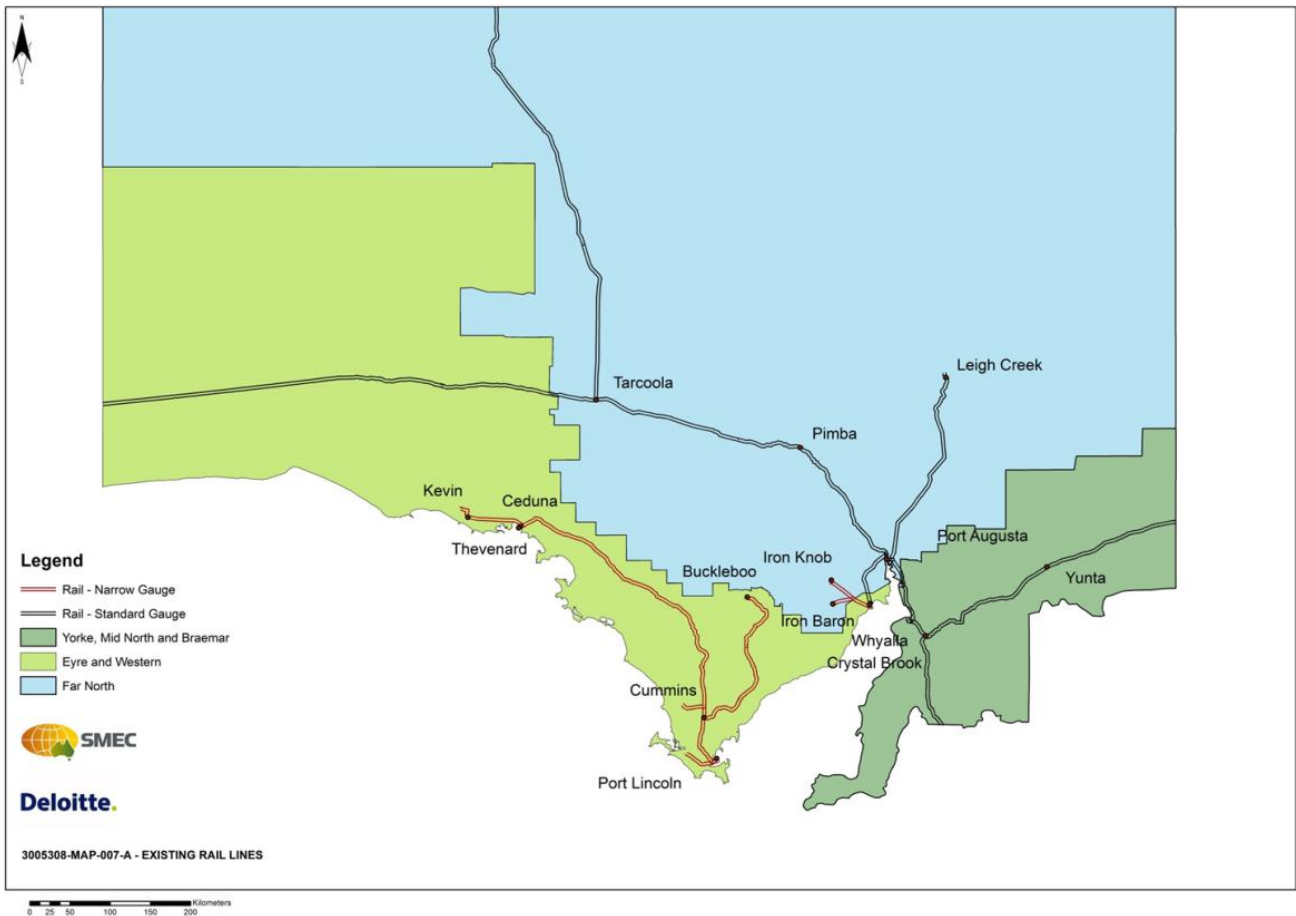 N
S
Leigh Creek
Tarcoola
Pimba
Kevin
Ceduna
Thevenard
Port Augusta
Iron Knob
Buckleboo
Yunta
Iron Baron
Whyalla
Crystal Brook
Cummins
Port Lincoln
Legend
Rail - Narrow Gauge
Rail - Standard Gauge
Yorke, Mid North and Braemar
Eyre and Western
Far North
SMEC
Deloitte.
3005308-MAP-007-A - EXISTING RAIL LINES
Kilometers
0 25 50 100 150 200